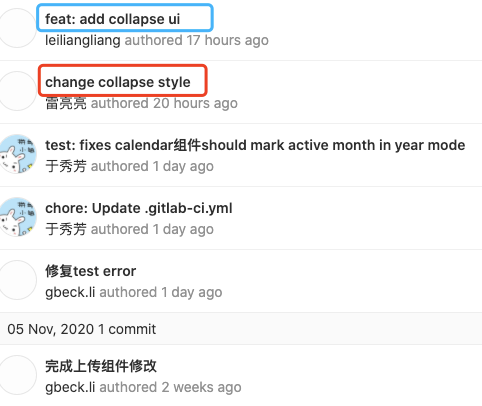 feat: add collapse ui
leiliangliang authored 17 hours ago
change collapse style
雷亮亮 authored 20 hours ago
test: fixes calendar组件should mark active month in year mode
于秀芳 authored 1 day ago
chore: Update .gitlab-ci.yml
于秀芳 authored 1 day ago
修复test error
gbeck.li authored 1 day ago
05 Nov, 2020 1 commit
完成上传组件修改
gbeck.li authored 2 weeks ago